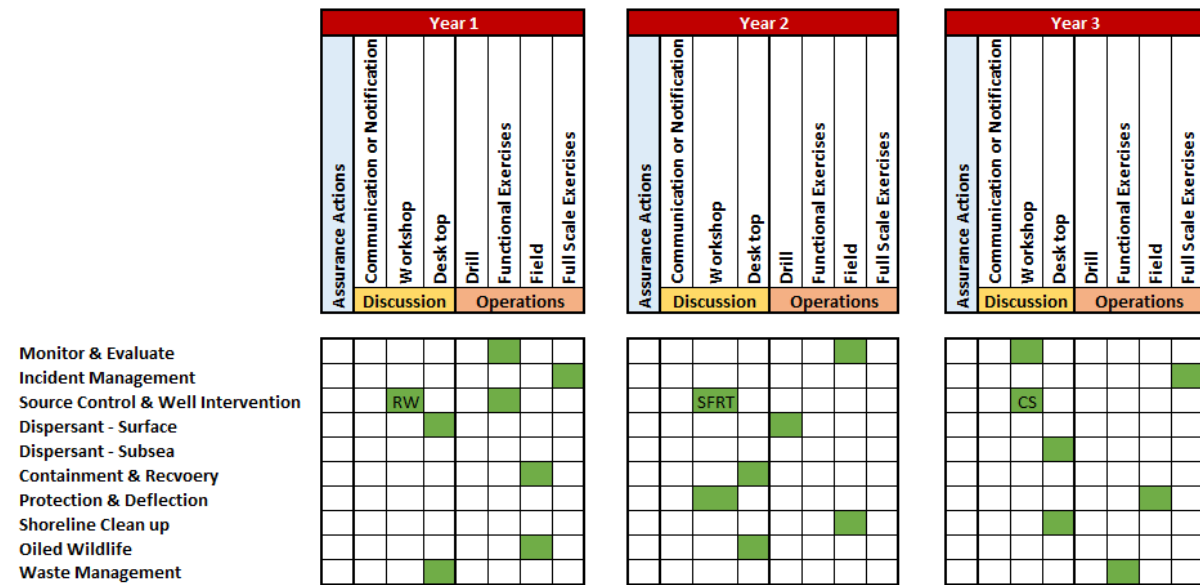 Year 1
Year 2
Year 3
Assurance Actions
Communication or Notification
Workshop
Desk top
Drill
Functional Exercises
Field
Full Scale Exercises
Assurance Actions
Communication or Notification
Workshop
Desk top
Drill
Functional Exercises
Field
Full Scale Exercises
Assurance Actions
Communication or Notification
Workshop
Desk top
Drill
Functional Exercises
Field
Full Scale Exercises
Discussion
Operations
Discussion
Operations
Discussion
Operations
Monitor & Evaluate
Incident Management
Source Control & Well Intervention
RW
SFRT
CS
Dispersant - Surface
Dispersant - Subsea
Containment & Recvoery
Protection & Deflection
Shoreline Clean up
Oiled Wildlife
Waste Management